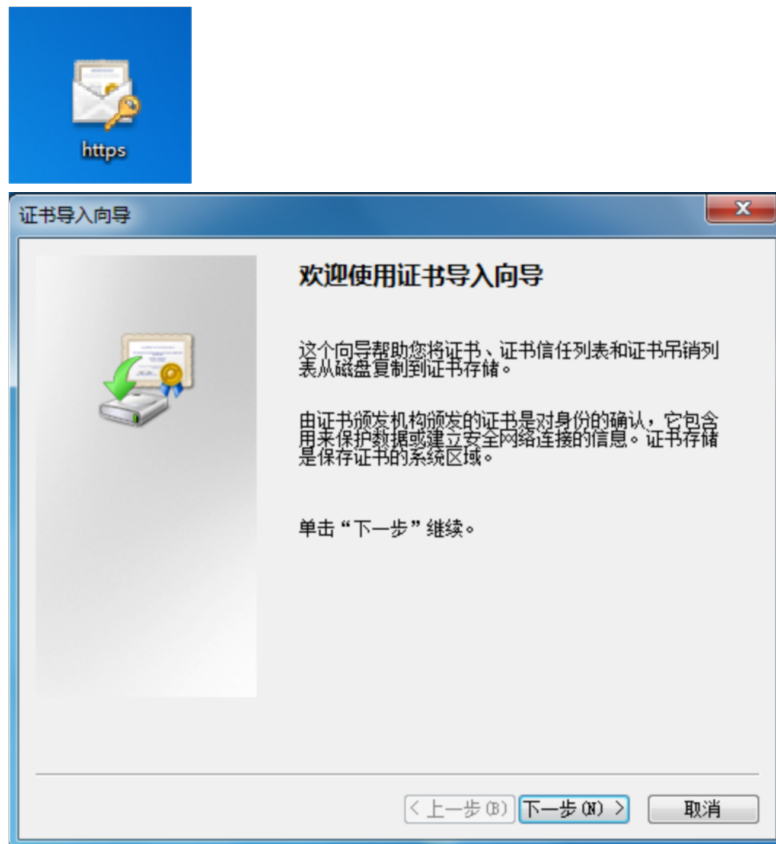 https
证书导入向导
欢迎使用证书导入向导
这个向导帮助您将证书、证书信任列表和证书吊销列
表从磁盘复制到证书存储。
由证书颁发机构颁发的证书是对身份的确认，它包含
用来保护数据或建立安全网络连接的信息。证书存储
是保存证书的系统区域。
单击“下一步”继续。
< 上一步(B) 下一步(N) > 取消